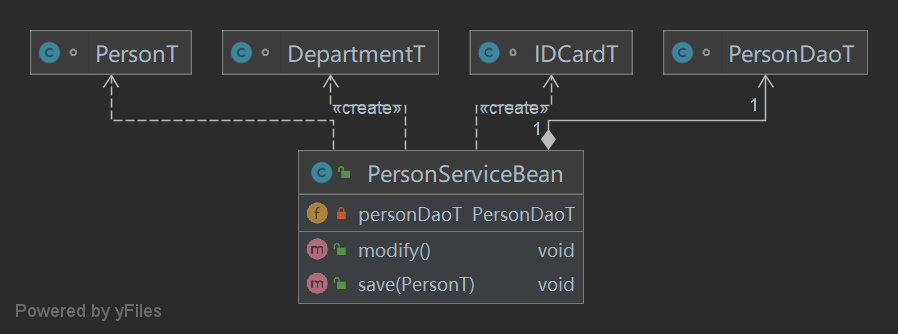 PersonT
DepartmentT
IDCardT
PersonDaoT
«create»
«create»
1
1
PersonServiceBean
personDaoT PersonDaoT
modify() void
save(PersonT) void
Powered by yFiles